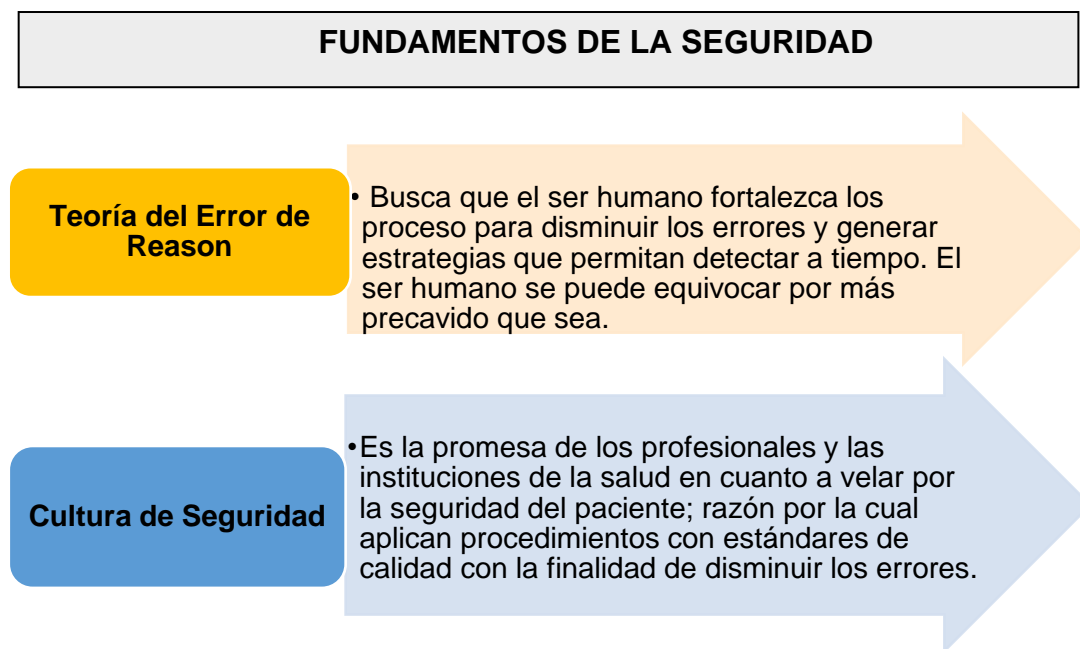 FUNDAMENTOS DE LA SEGURIDAD
Teoría del Error de
Reason
• Busca que el ser humano fortalezca los
proceso para disminuir los errores y generar
estrategias que permitan detectar a tiempo. El
ser humano se puede equivocar por más
precavido que sea.
Cultura de Seguridad
•Es la promesa de los profesionales y las
instituciones de la salud en cuanto a velar por
la seguridad del paciente; razón por la cual
aplican procedimientos con estándares de
calidad con la finalidad de disminuir los errores.